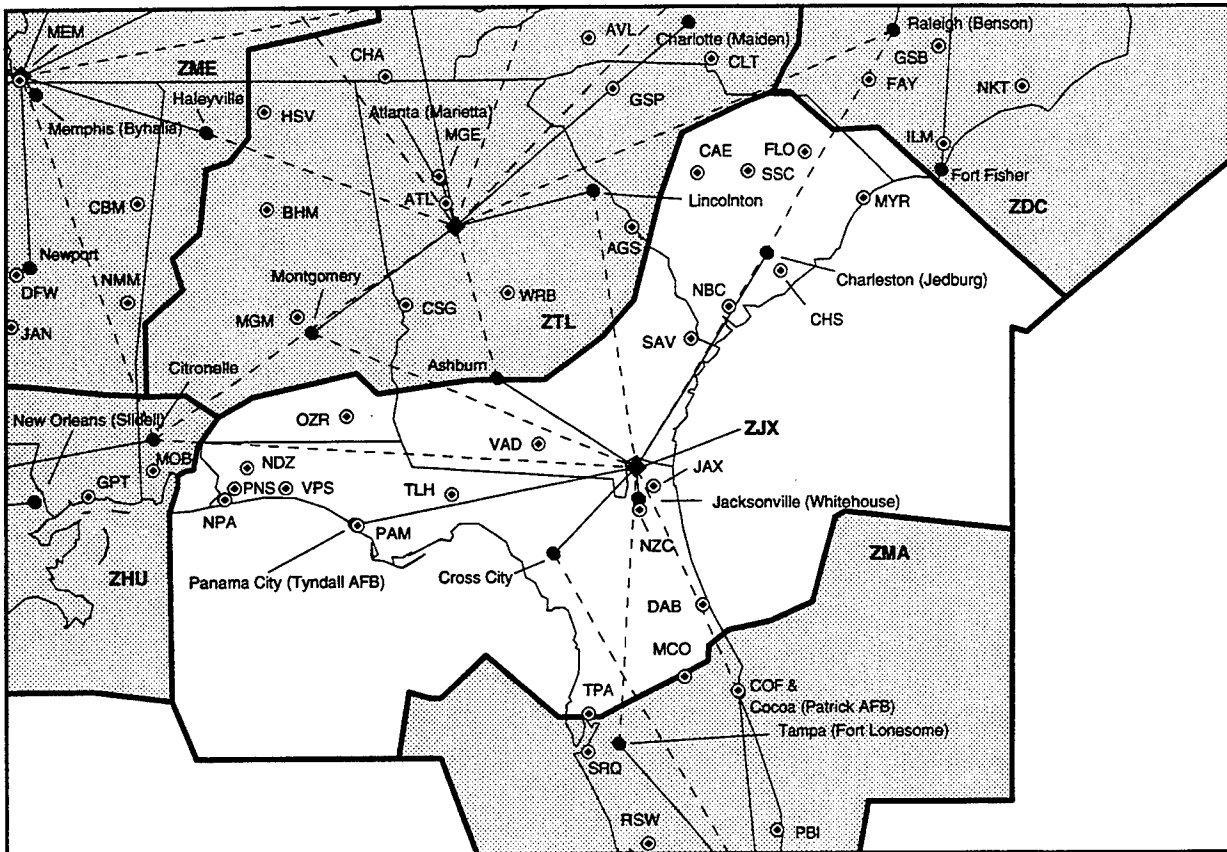 MEM
AVL
Raleigh (Benson)
Charlotte (Maiden)
GSB
ZME
CHA
CLT
FAY
NKT
Haleyville
GSP
HSV
Atlanta (Marietta)
Memphis (Byhalia)
MGE
ILM
CAE
FLO
SSC
Fort Fisher
CBM
ATL
Lincolnton
MYR
BHM
ZDC
AGS
Newport
Montgomery
Charleston (Jedburg)
DFW
NMM
NBC
CHS
MGM
CSG
WRB
ZTL
JAN
SAV
Citronelle
Ashburn
New Orleans (Slidell)
OZR
VAD
ZJX
MOB
NDZ
JAX
GPT
PNS
VPS
TLH
Jacksonville (Whitehouse)
NPA
PAM
NZC
ZMA
ZHU
Panama City (Tyndall AFB)
Cross City
DAB
MCO
TPA
COF &
Cocoa (Patrick AFB)
Tampa (Fort Lonesome)
SRQ
RSW
PBI